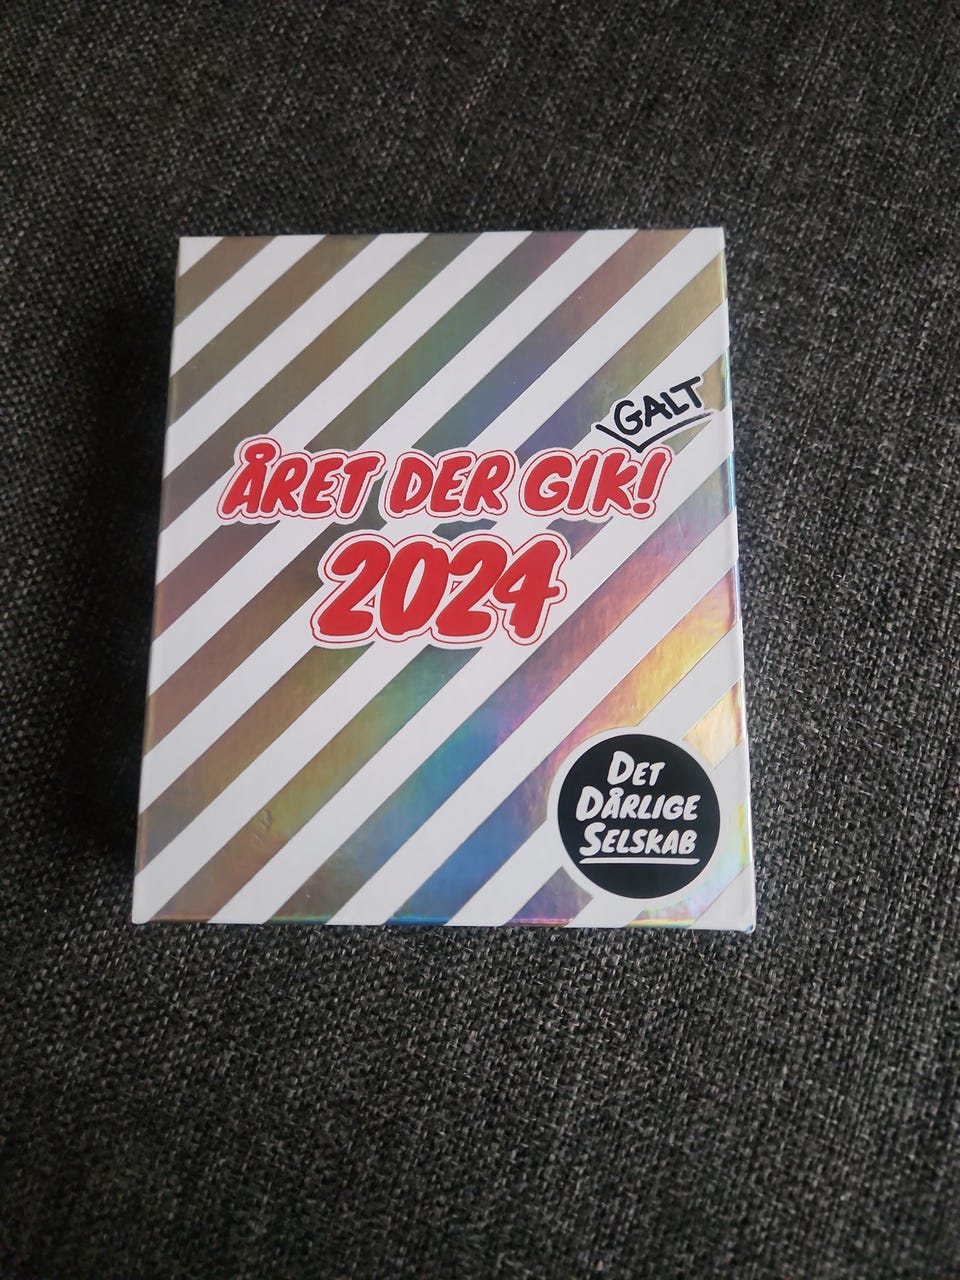 GALT
ÅRET DER GIK!
2024
DET
DÅRLIGE
SELSKAB